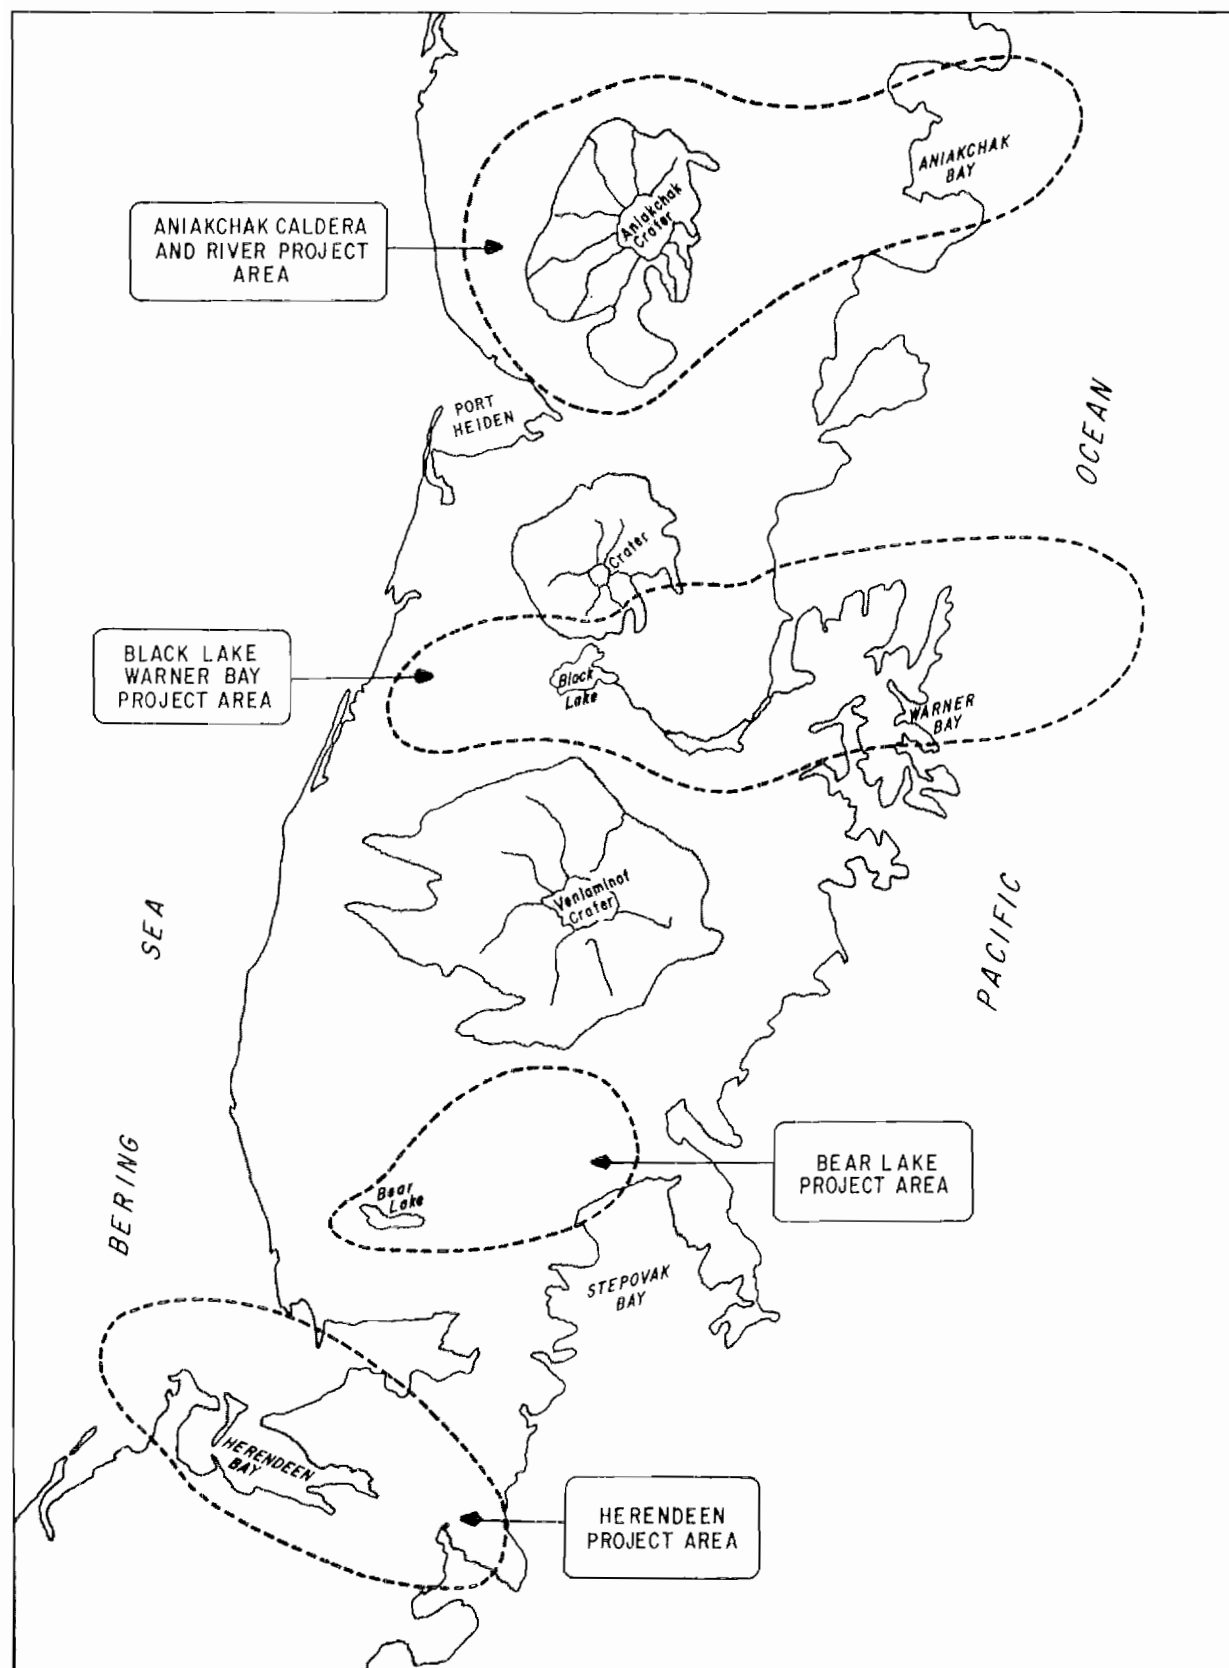 ANIAKCHAK
BAY
ANIAKCHAK CALDERA
AND RIVER PROJECT
AREA
Aniakchak
Crater
PORT
HEIDEN
OCEAN
Crater
BLACK LAKE
WARNER BAY
PROJECT AREA
Black
Lake
WARNER
BAY
Veniaminof
Crater
SEA
PACIFIC
BERING
BEAR LAKE
PROJECT AREA
Bear
Lake
STEPOVAK
BAY
HERENDEEN
BAY
HERENDEEN
PROJECT AREA